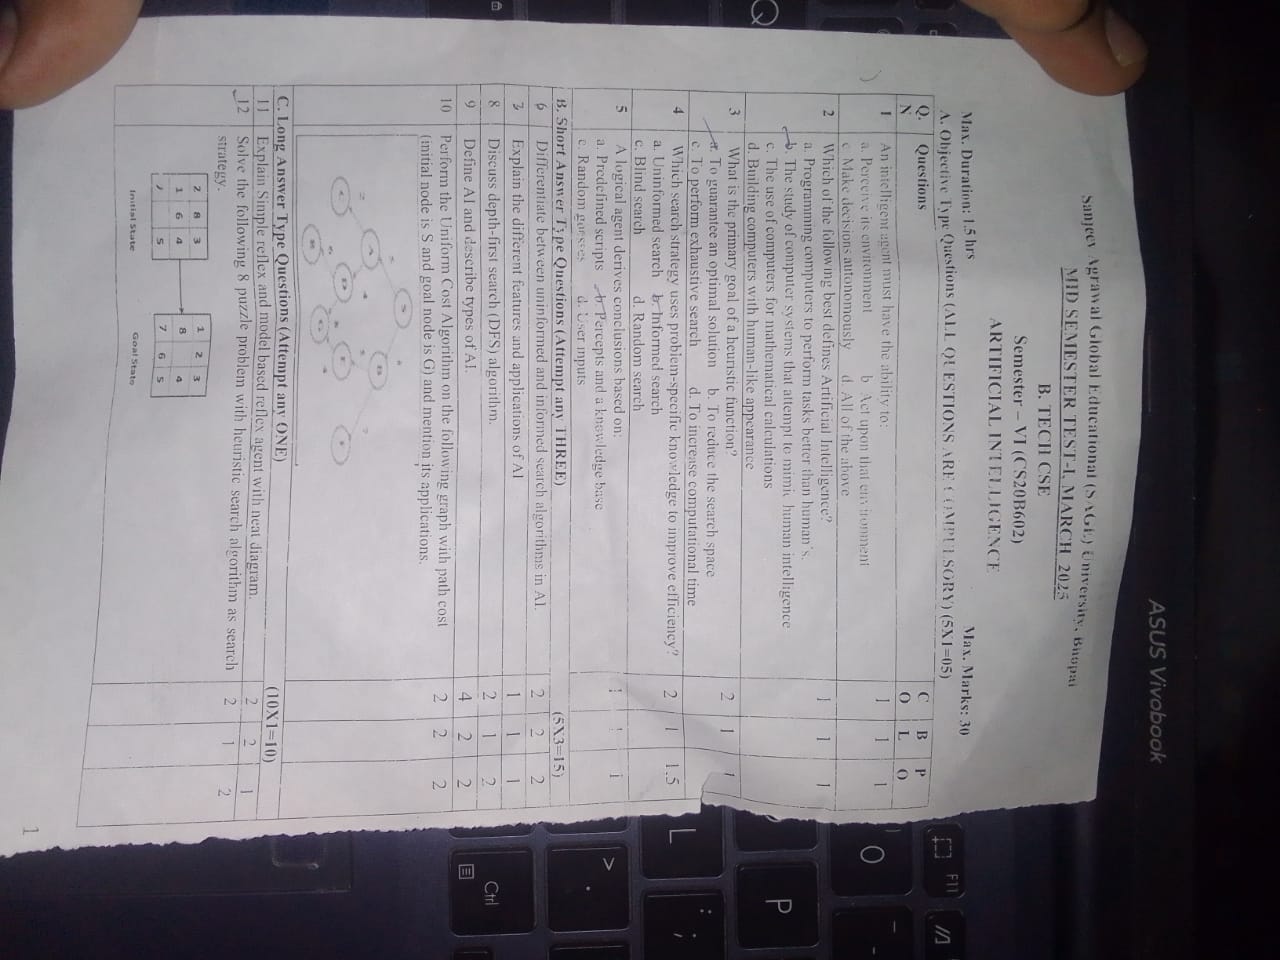 Sanjeev Agrawal Global Educational (SAGE) University, Bhopal
MID SEMESTER TEST-I, MARCH 2025
B. TECH CSE
Semester – VI (CS20B602)
ARTIFICIAL INTELLIGENCE
Max. Duration: 1.5 hrs Max. Marks: 30
A. Objective Type Questions (ALL QUESTIONS ARE COMPULSORY) (5X1=05)
Q. N Questions C O B L P O
1 An intelligent agent must have the ability to: 1 1 1
a. Perceive its environment b. Act upon that environment
c. Make decisions autonomously d. All of the above
2 Which of the following best defines Artificial Intelligence? 1 1 1
a. Programming computers to perform tasks better than human's.
b. The study of computer systems that attempt to mimic human intelligence
c. The use of computers for mathematical calculations
d. Building computers with human-like appearance
3 What is the primary goal of a heuristic function? 2 1 1
a. To guarantee an optimal solution b. To reduce the search space
c. To perform exhaustive search d. To increase computational time
4 Which search strategy uses problem-specific knowledge to improve efficiency? 2 1 1.5
a. Uninformed search b. Informed search
c. Blind search d. Random search
5 A logical agent derives conclusions based on: 1 1 1
a. Predefined scripts b. Percepts and a knowledge base
c. Random guesses d. User inputs
B. Short Answer Type Questions (Attempt any THREE) (5X3=15)
6 Differentiate between uninformed and informed search algorithms in AI. 2 2 2
7 Explain the different features and applications of AI 1 1 1
8 Discuss depth-first search (DFS) algorithm. 2 1 2
9 Define AI and describe types of AI. 4 2 2
10 Perform the Uniform Cost Algorithm on the following graph with path cost 2 2 2
(initial node is S and goal node is G) and mention its applications.
S
A B
C D
E
F
G
C. Long Answer Type Questions (Attempt any ONE) (10X1=10)
11 Explain Simple reflex and model based reflex agent with neat diagram. 2 2 1
12 Solve the following 8 puzzle problem with heuristic search algorithm as search 2 1 2
strategy.
2 8 3 1 2 3
1 6 4 8 4
7 5 7 6 5
Initial State Goal State
1
ASUS Vivobook
F11
O
P
L
Ctrl
Q